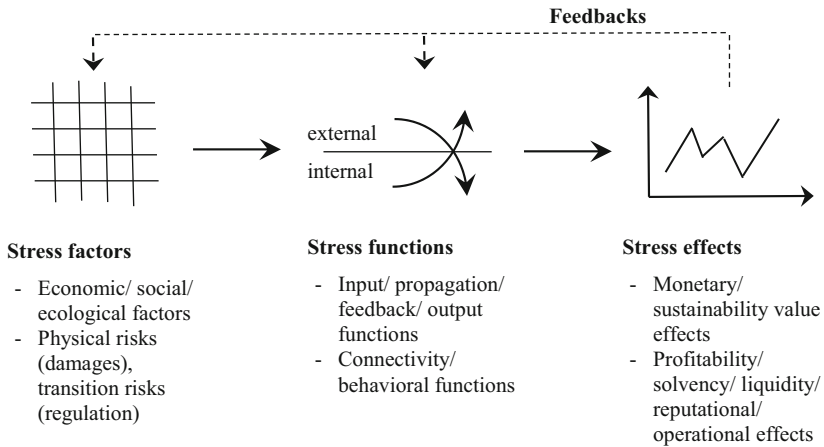 Feedbacks
external
internal
Stress factors
- Economic/ social/
ecological factors
- Physical risks
(damages),
transition risks
(regulation)
Stress functions
- Input/ propagation/
feedback/ output
functions
- Connectivity/
behavioral functions
Stress effects
- Monetary/
sustainability value
effects
- Profitability/
solvency/ liquidity/
reputational/
operational effects